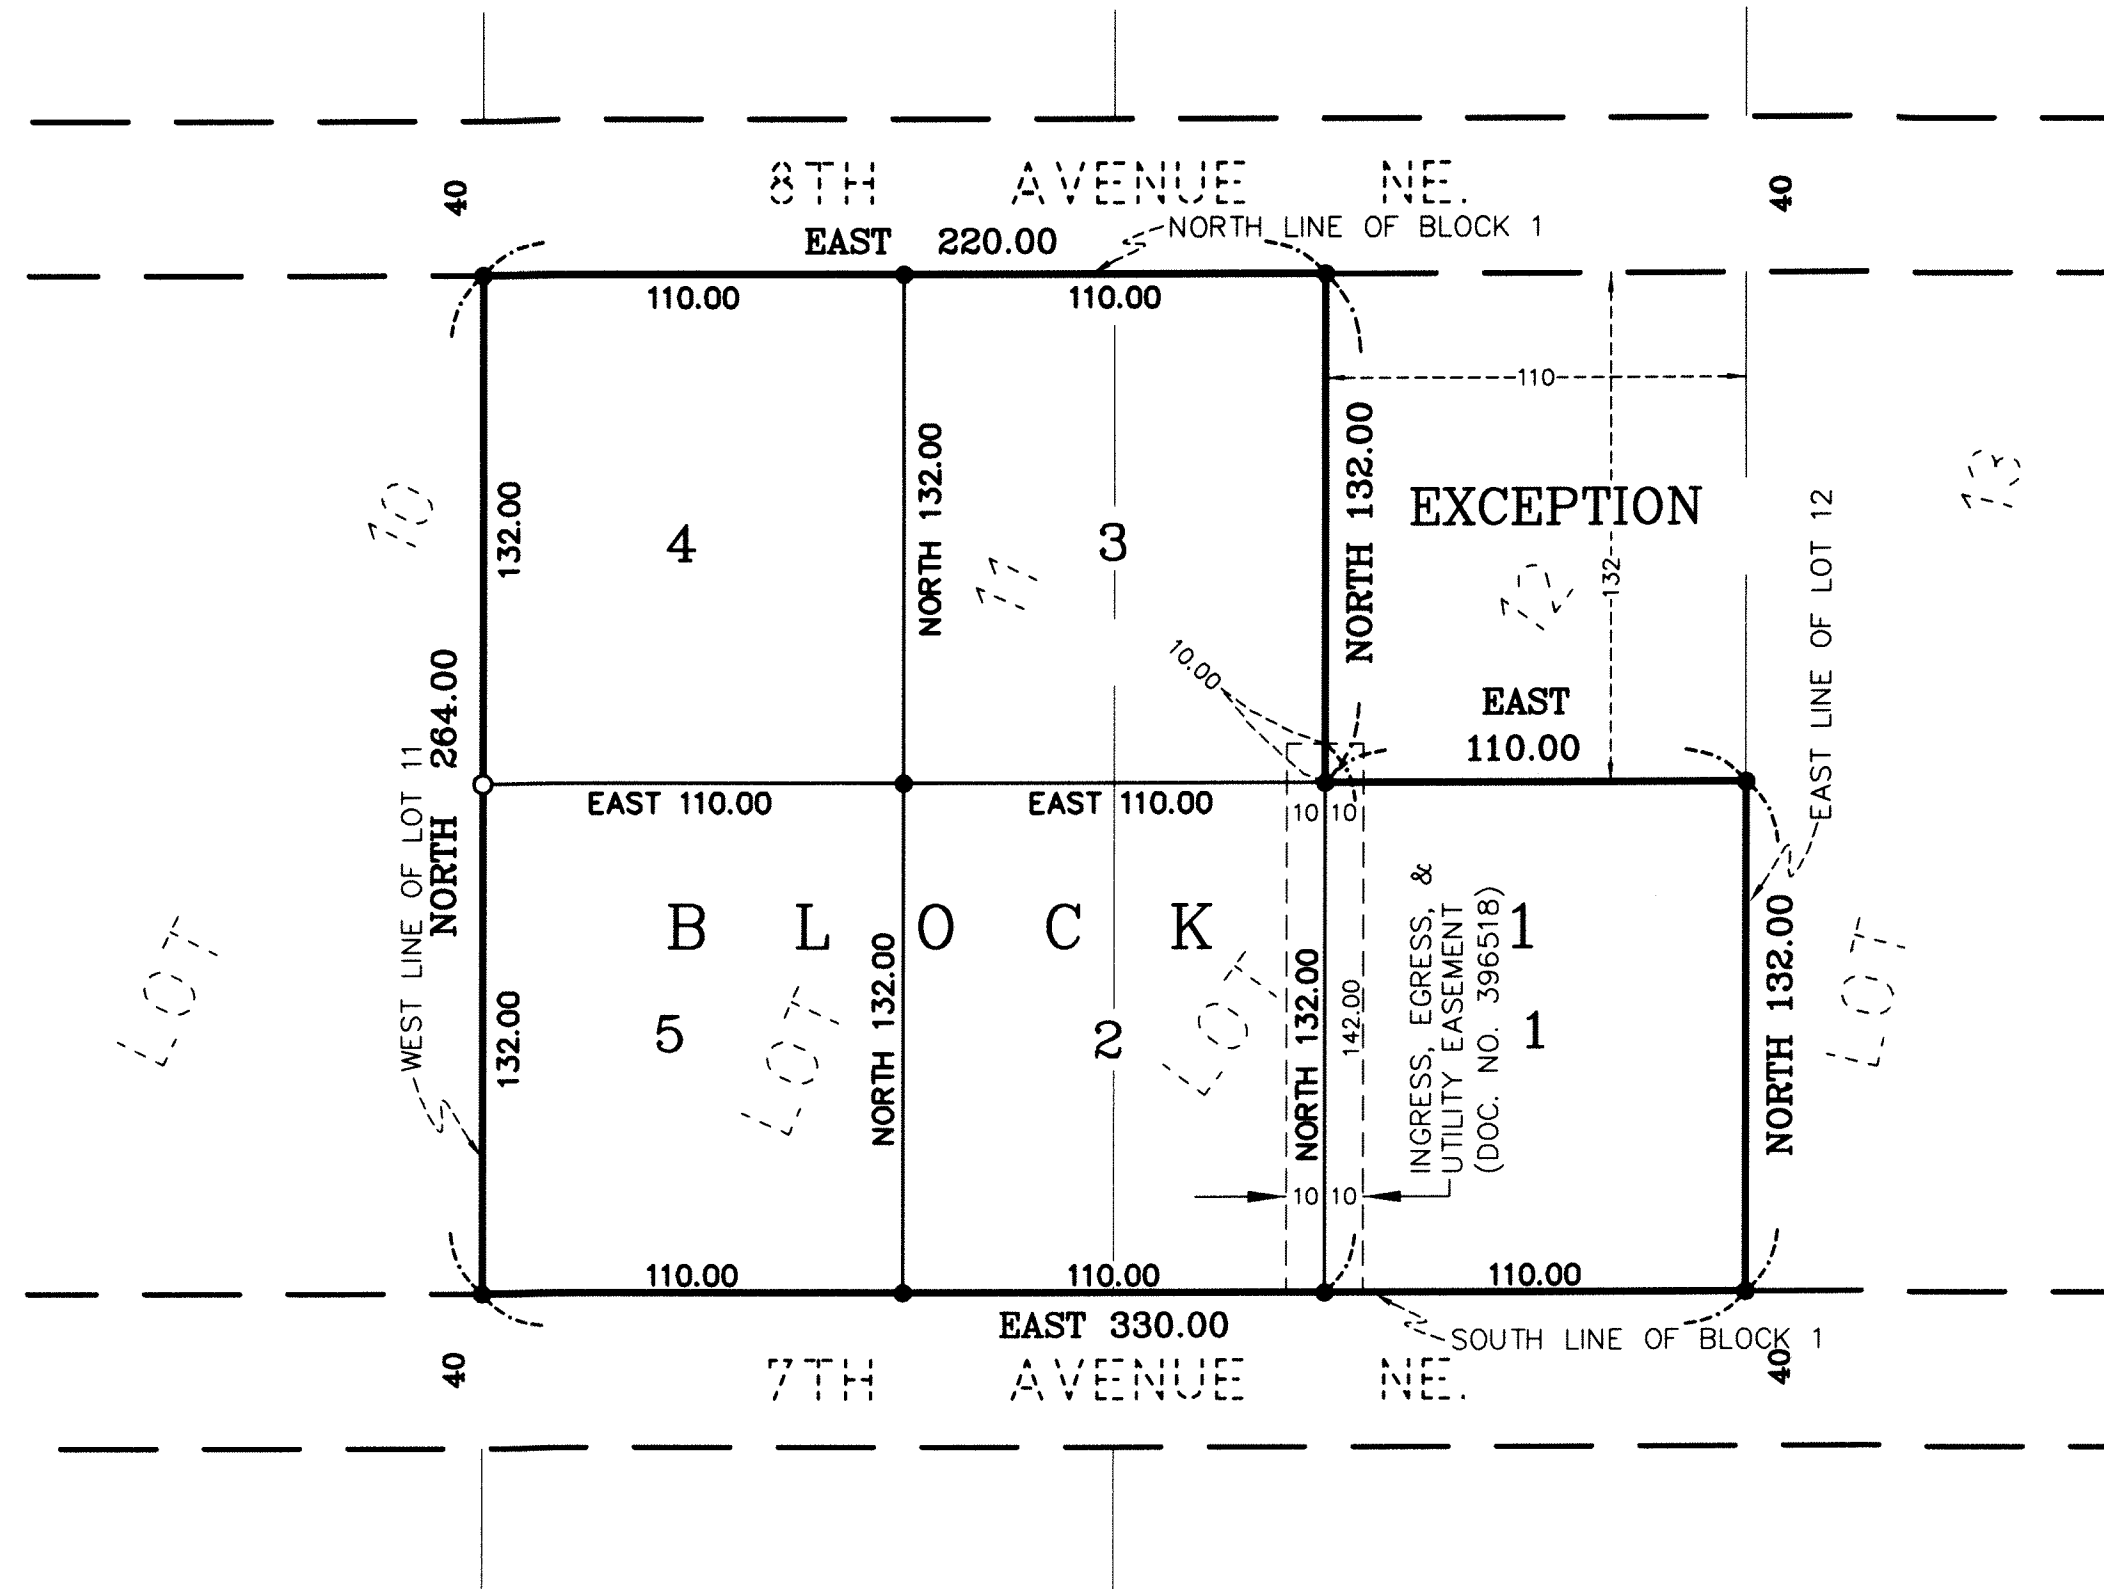 40
8TH AVENUE NE.
40
NORTH LINE OF BLOCK 1
EAST 220.00
110.00
110.00
110
132.00
NORTH 132.00
NORTH 132.00
EXCEPTION
10
4
11
3
12
132
13
EAST LINE OF LOT 12
10.00
EAST
110.00
NORTH 264.00
WEST LINE OF LOT 11
EAST 110.00
EAST 110.00
10 10
BLOCK 1
LOT
LOT
LOT
LOT
132.00
5
NORTH 132.00
2
NORTH 132.00
142.00
INGRESS, EGRESS, &
UTILITY EASEMENT
(DOC. NO. 396518)
1
NORTH 132.00
10 10
110.00
110.00
110.00
EAST 330.00
SOUTH LINE OF BLOCK 1
40
7TH AVENUE NE.
40